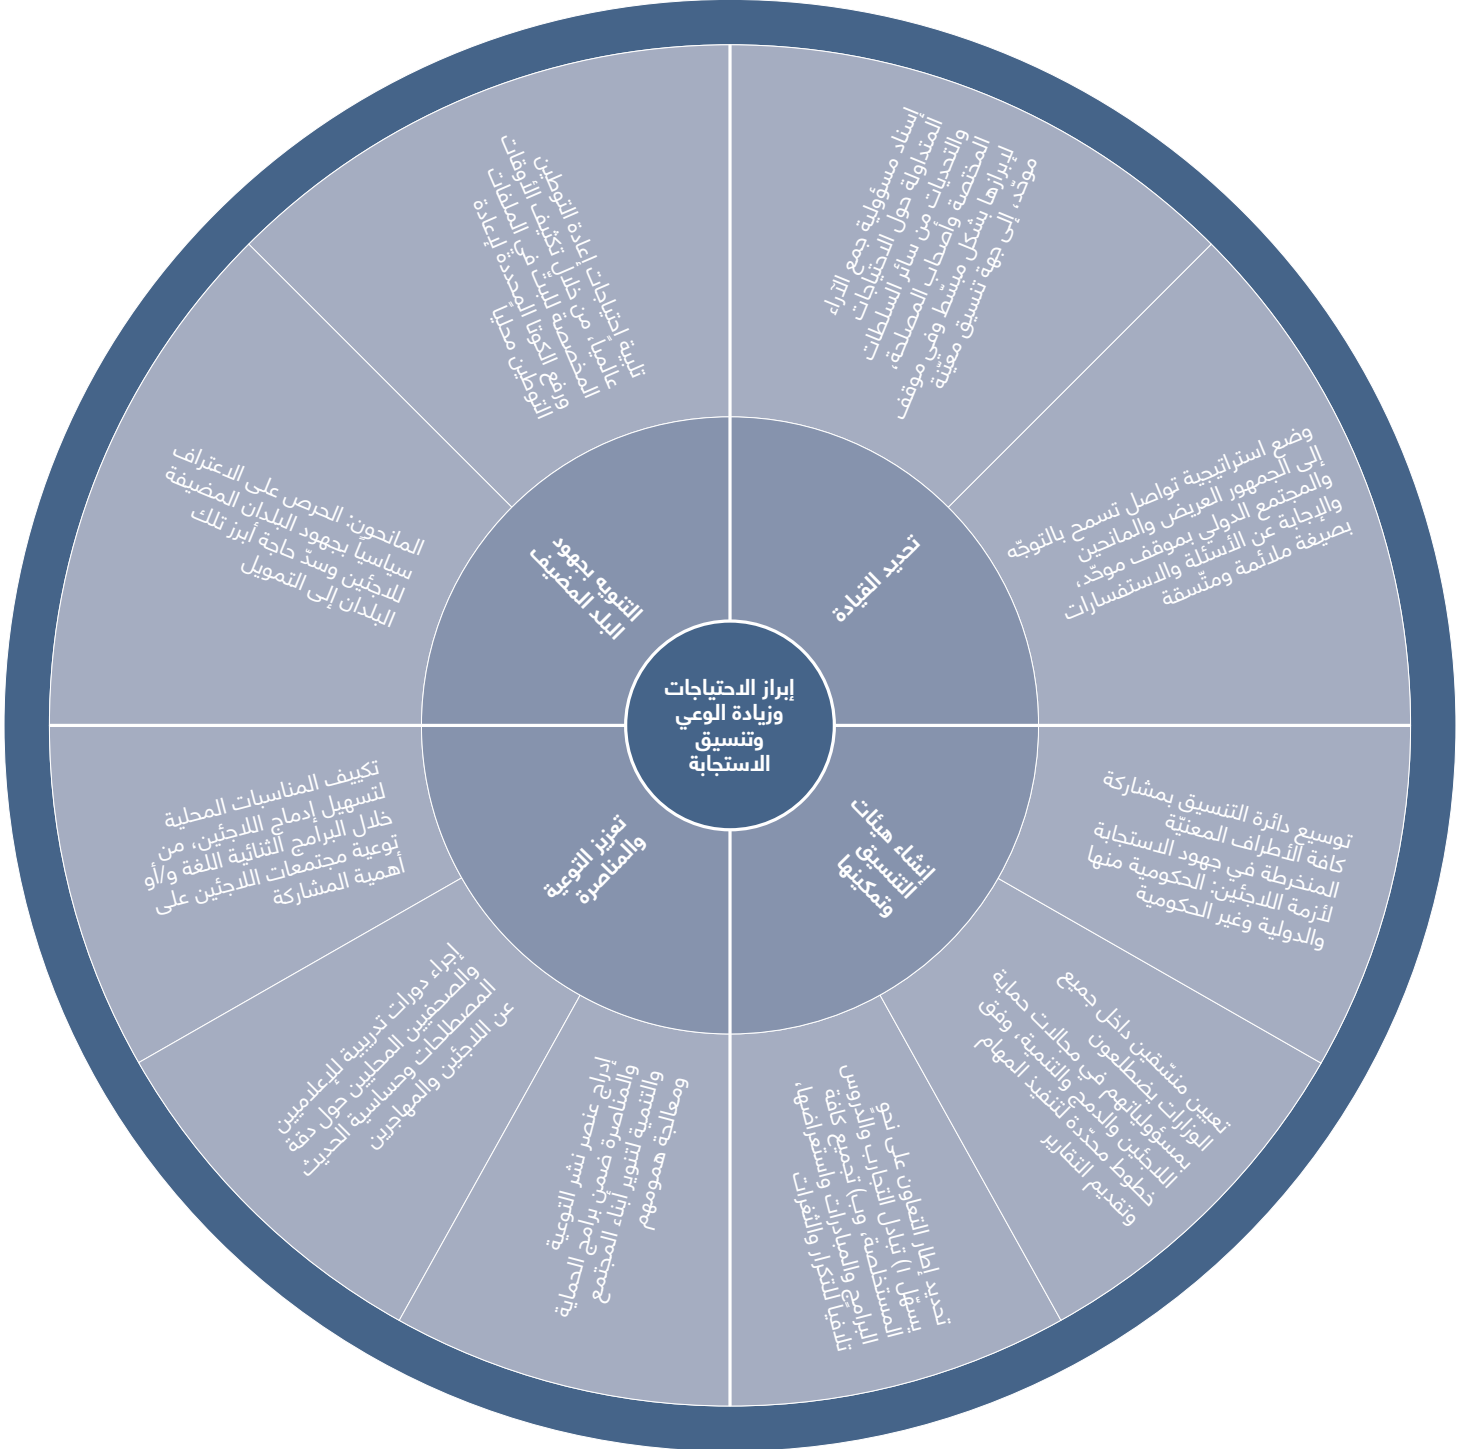 إبراز الاحتياجات
وزيادة الوعي
وتنسيق
الاستجابة
تحديد القيادة
إسناد مسؤولية جمع الآراء
المتداولة حول الاحتياجات
والتحديات من سائر السلطات
المختصة وأصحاب المصلحة،
لإبرازها بشكل مبسّط وفي موقف
موحّد، إلى جهة تنسيق معيّنة
وضع استراتيجية تواصل تسمح بالتوجّه
إلى الجمهور العريض والمانحين
والمجتمع الدولي بموقف موحّد،
والإجابة عن الأسئلة والاستفسارات
بصيغة ملائمة ومتّسقة
إنشاء هيئات
التنسيق
وتمكينها
توسيع دائرة التنسيق بمشاركة
كافة الأطراف المعنيّة
المنخرطة في جهود الاستجابة
لأزمة اللاجئين: الحكومية منها
والدولية وغير الحكومية
تعيين منسّقين داخل جميع
الوزارات يضطلعون
بمسؤولياتهم في مجالات حماية
اللاجئين والدمج والتنمية، وفق
خطوط محدّدة لتنفيذ المهام
وتقديم التقارير
تحديد إطار التعاون على نحو
يسهّل ١) تبادل التجارب والدروس
المستخلصة، وب) تجميع كافة
البرامج والمبادرات واستعراضها،
تلافياً للتكرار والثغرات
تعزيز التوعية
والمناصرة
إدراج عنصر نشر التوعية
والمناصرة ضمن برامج الحماية
والتنمية لتنوير أبناء المجتمع
ومعالجة همومهم
إجراء دورات تدريبية للإعلاميين
والصحفيين المحليين حول دقة
المصطلحات وحساسية الحديث
عن اللاجئين والمهاجرين
تكييف المناسبات المحلية
لتسهيل إدماج اللاجئين، من
خلال البرامج الثنائية اللغة و/أو
توعية مجتمعات اللاجئين على
أهمية المشاركة
التنويه بجهود
البلد المضيف
المانحون: الحرص على الاعتراف
سياسياً بجهود البلدان المضيفة
للاجئين وسدّ حاجة أبرز تلك
البلدان إلى التمويل
تلبية احتياجات إعادة التوطين
عالمياً، من خلال تكثيف الأوقات
المخصصة للبتّ في الملفات
ورفع الكوتا المحددة لإعادة
التوطين محلياً